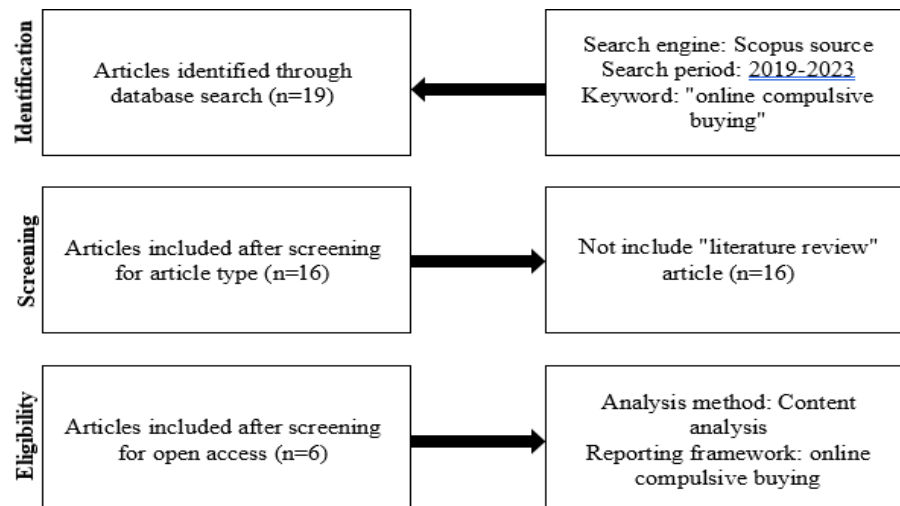 Identification
Articles identified through
database search (n=19)
Search engine: Scopus source
Search period: 2019-2023
Keyword: "online compulsive
buying"
Screening
Articles included after screening
for article type (n=16)
Not include "literature review"
article (n=16)
Eligibility
Articles included after screening
for open access (n=6)
Analysis method: Content
analysis
Reporting framework: online
compulsive buying